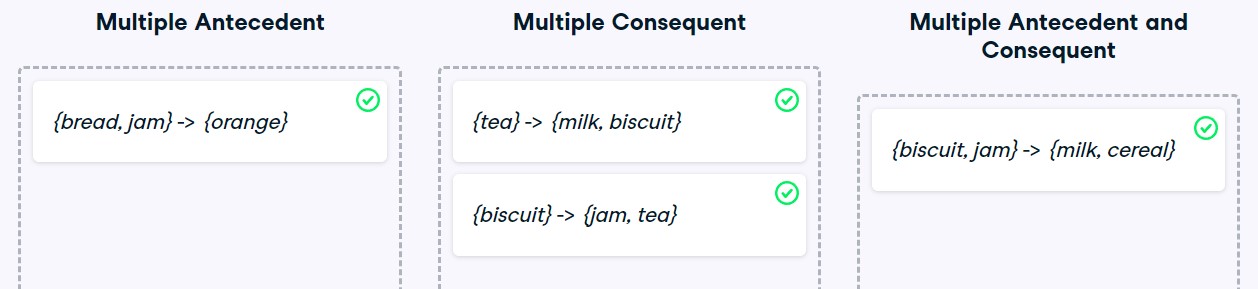 Multiple Antecedent
{bread, jam} -> {orange}
Multiple Consequent
{tea} -> {milk, biscuit}
{biscuit} -> {jam, tea}
Multiple Antecedent and
Consequent
{biscuit, jam} -> {milk, cereal}